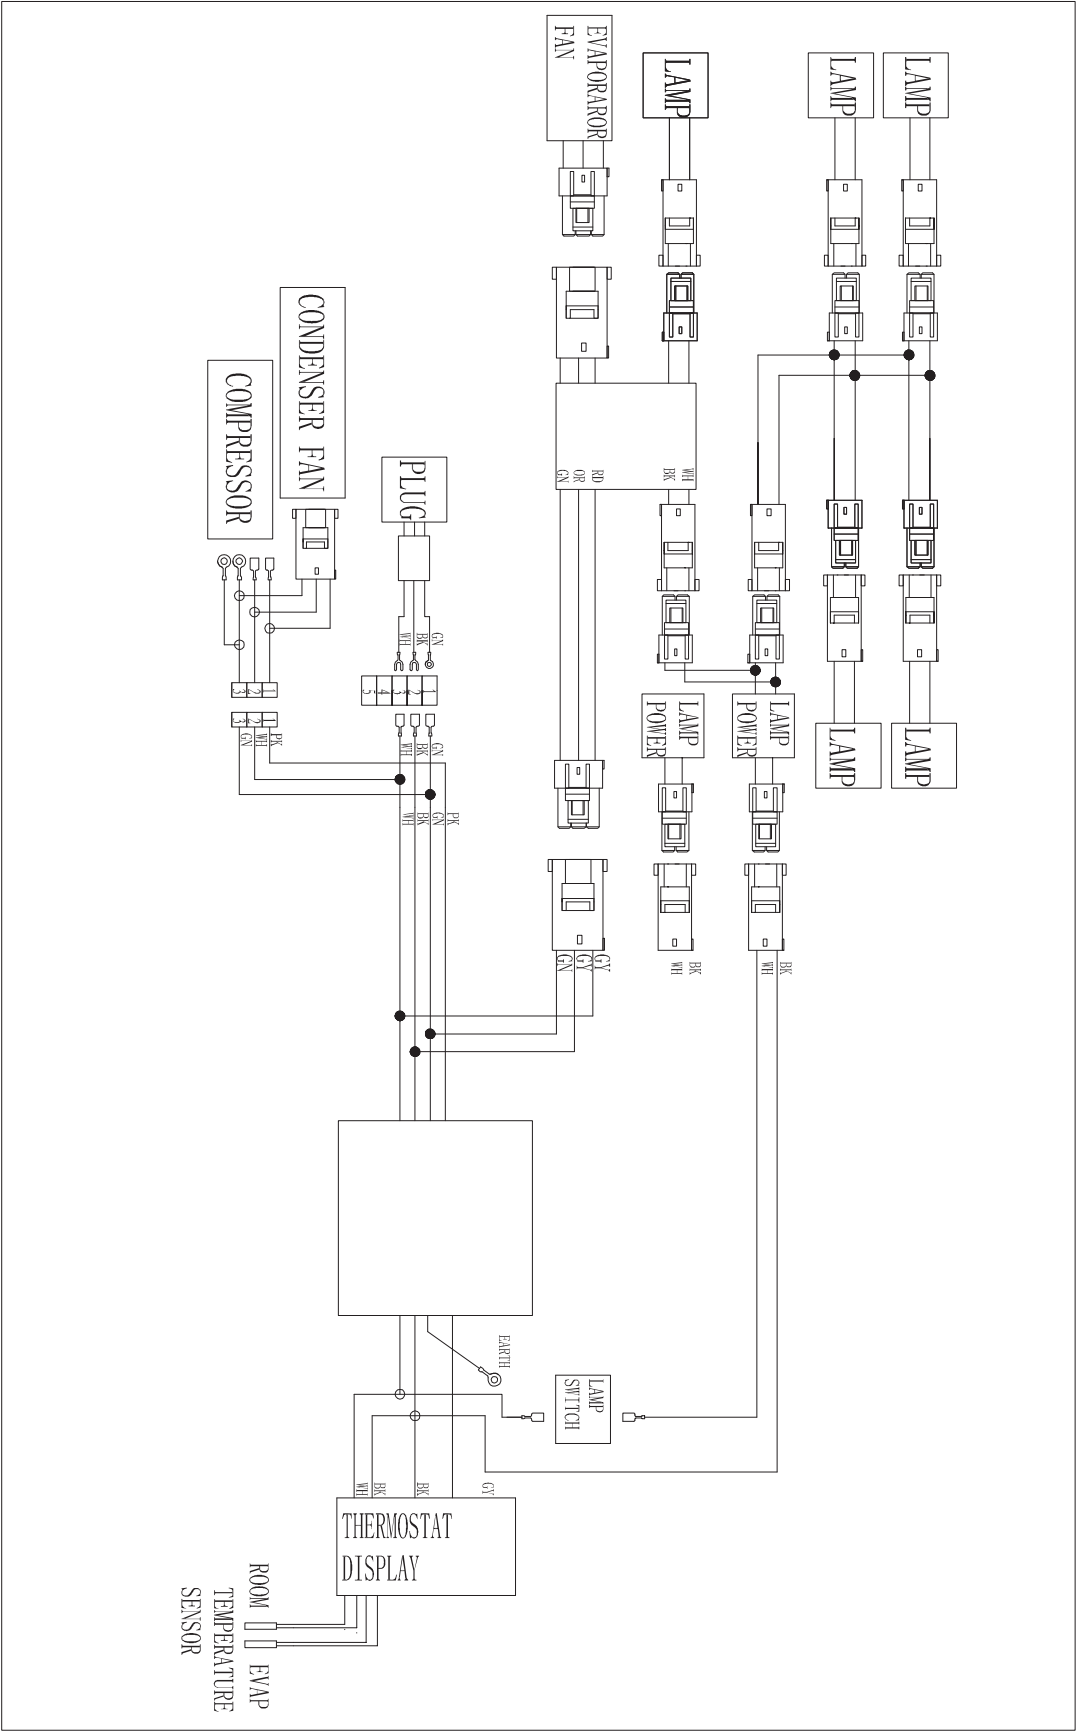 EVAPORAROR
FAN
LAMP
LAMP
LAMP
CONDENSER FAN
COMPRESSOR
PLUG
GN
OR
RD
BK
WH
WH
BK
GN
5
4
3
2
1
3
2
1
3
2
1
GN
WH
PK
WH
BK
GN
WH
BK
GN
PK
LAMP
POWER
LAMP
POWER
LAMP
LAMP
GN
GY
GY
WH
BK
WH
BK
EARTH
LAMP
SWITCH
WH
BK
BK
GY
THERMOSTAT
DISPLAY
ROOM EVAP
TEMPERATURE
SENSOR